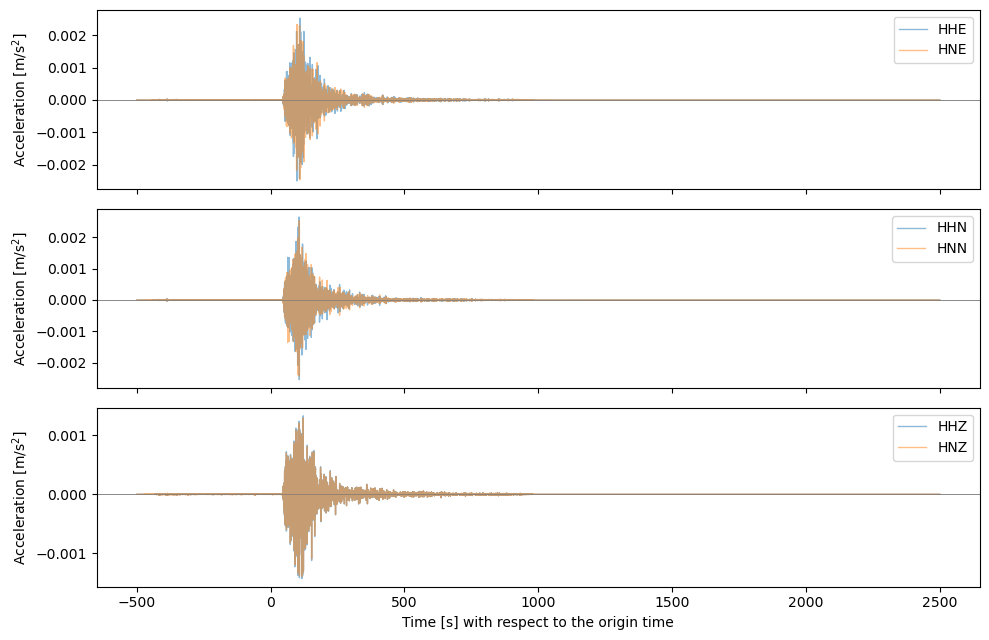 Acceleration [m/s²]
0.002
0.001
0.000
−0.001
−0.002
HHE
HNE
Acceleration [m/s²]
0.002
0.001
0.000
−0.001
−0.002
HHN
HNN
Acceleration [m/s²]
0.001
0.000
−0.001
HHZ
HNZ
−500 0 500 1000 1500 2000 2500
Time [s] with respect to the origin time